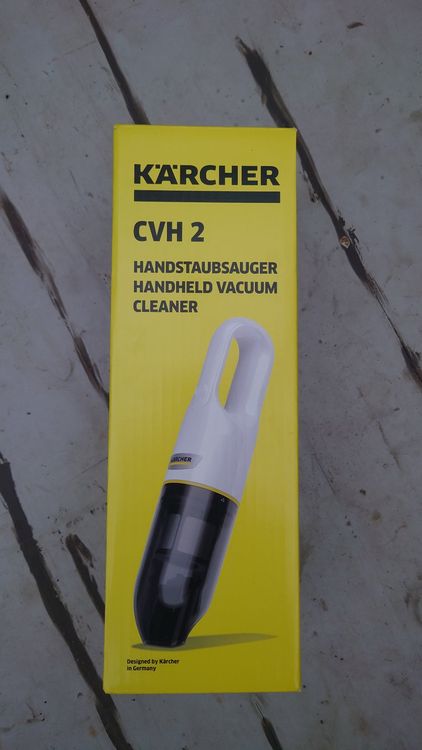 KÄRCHER
CVH 2
HANDSTAUBSAUGER
HANDHELD VACUUM
CLEANER
KÄRCHER
Designed by Kärcher
in Germany